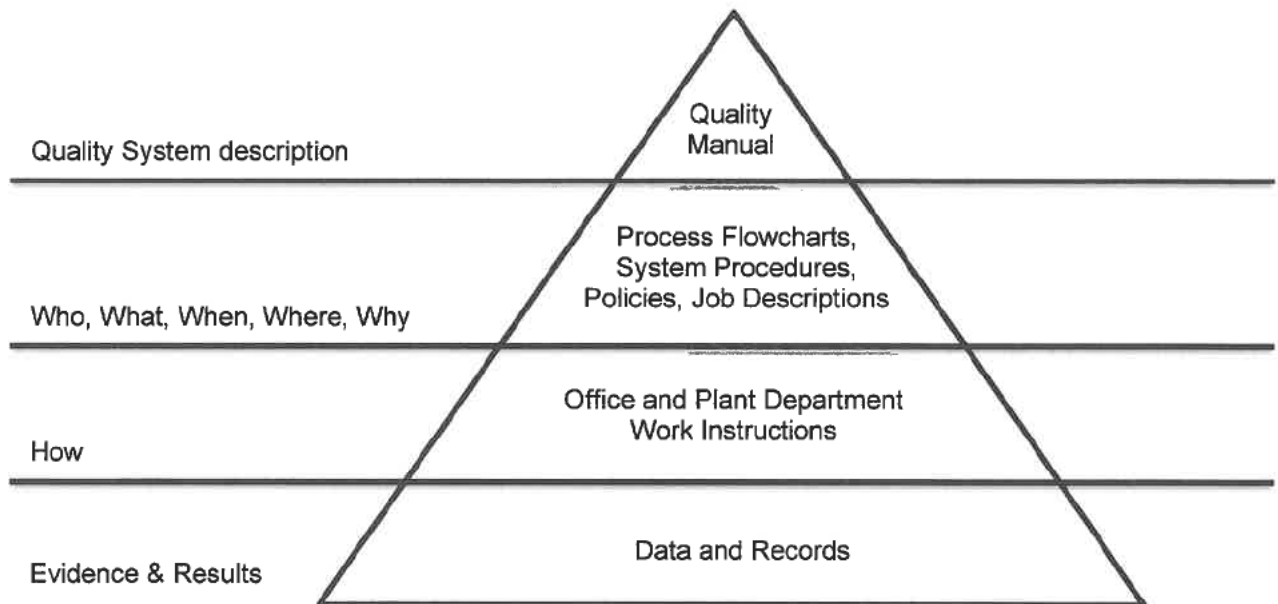 Quality
Manual
Quality System description
Process Flowcharts,
System Procedures,
Policies, Job Descriptions
Who, What, When, Where, Why
Office and Plant Department
Work Instructions
How
Data and Records
Evidence & Results